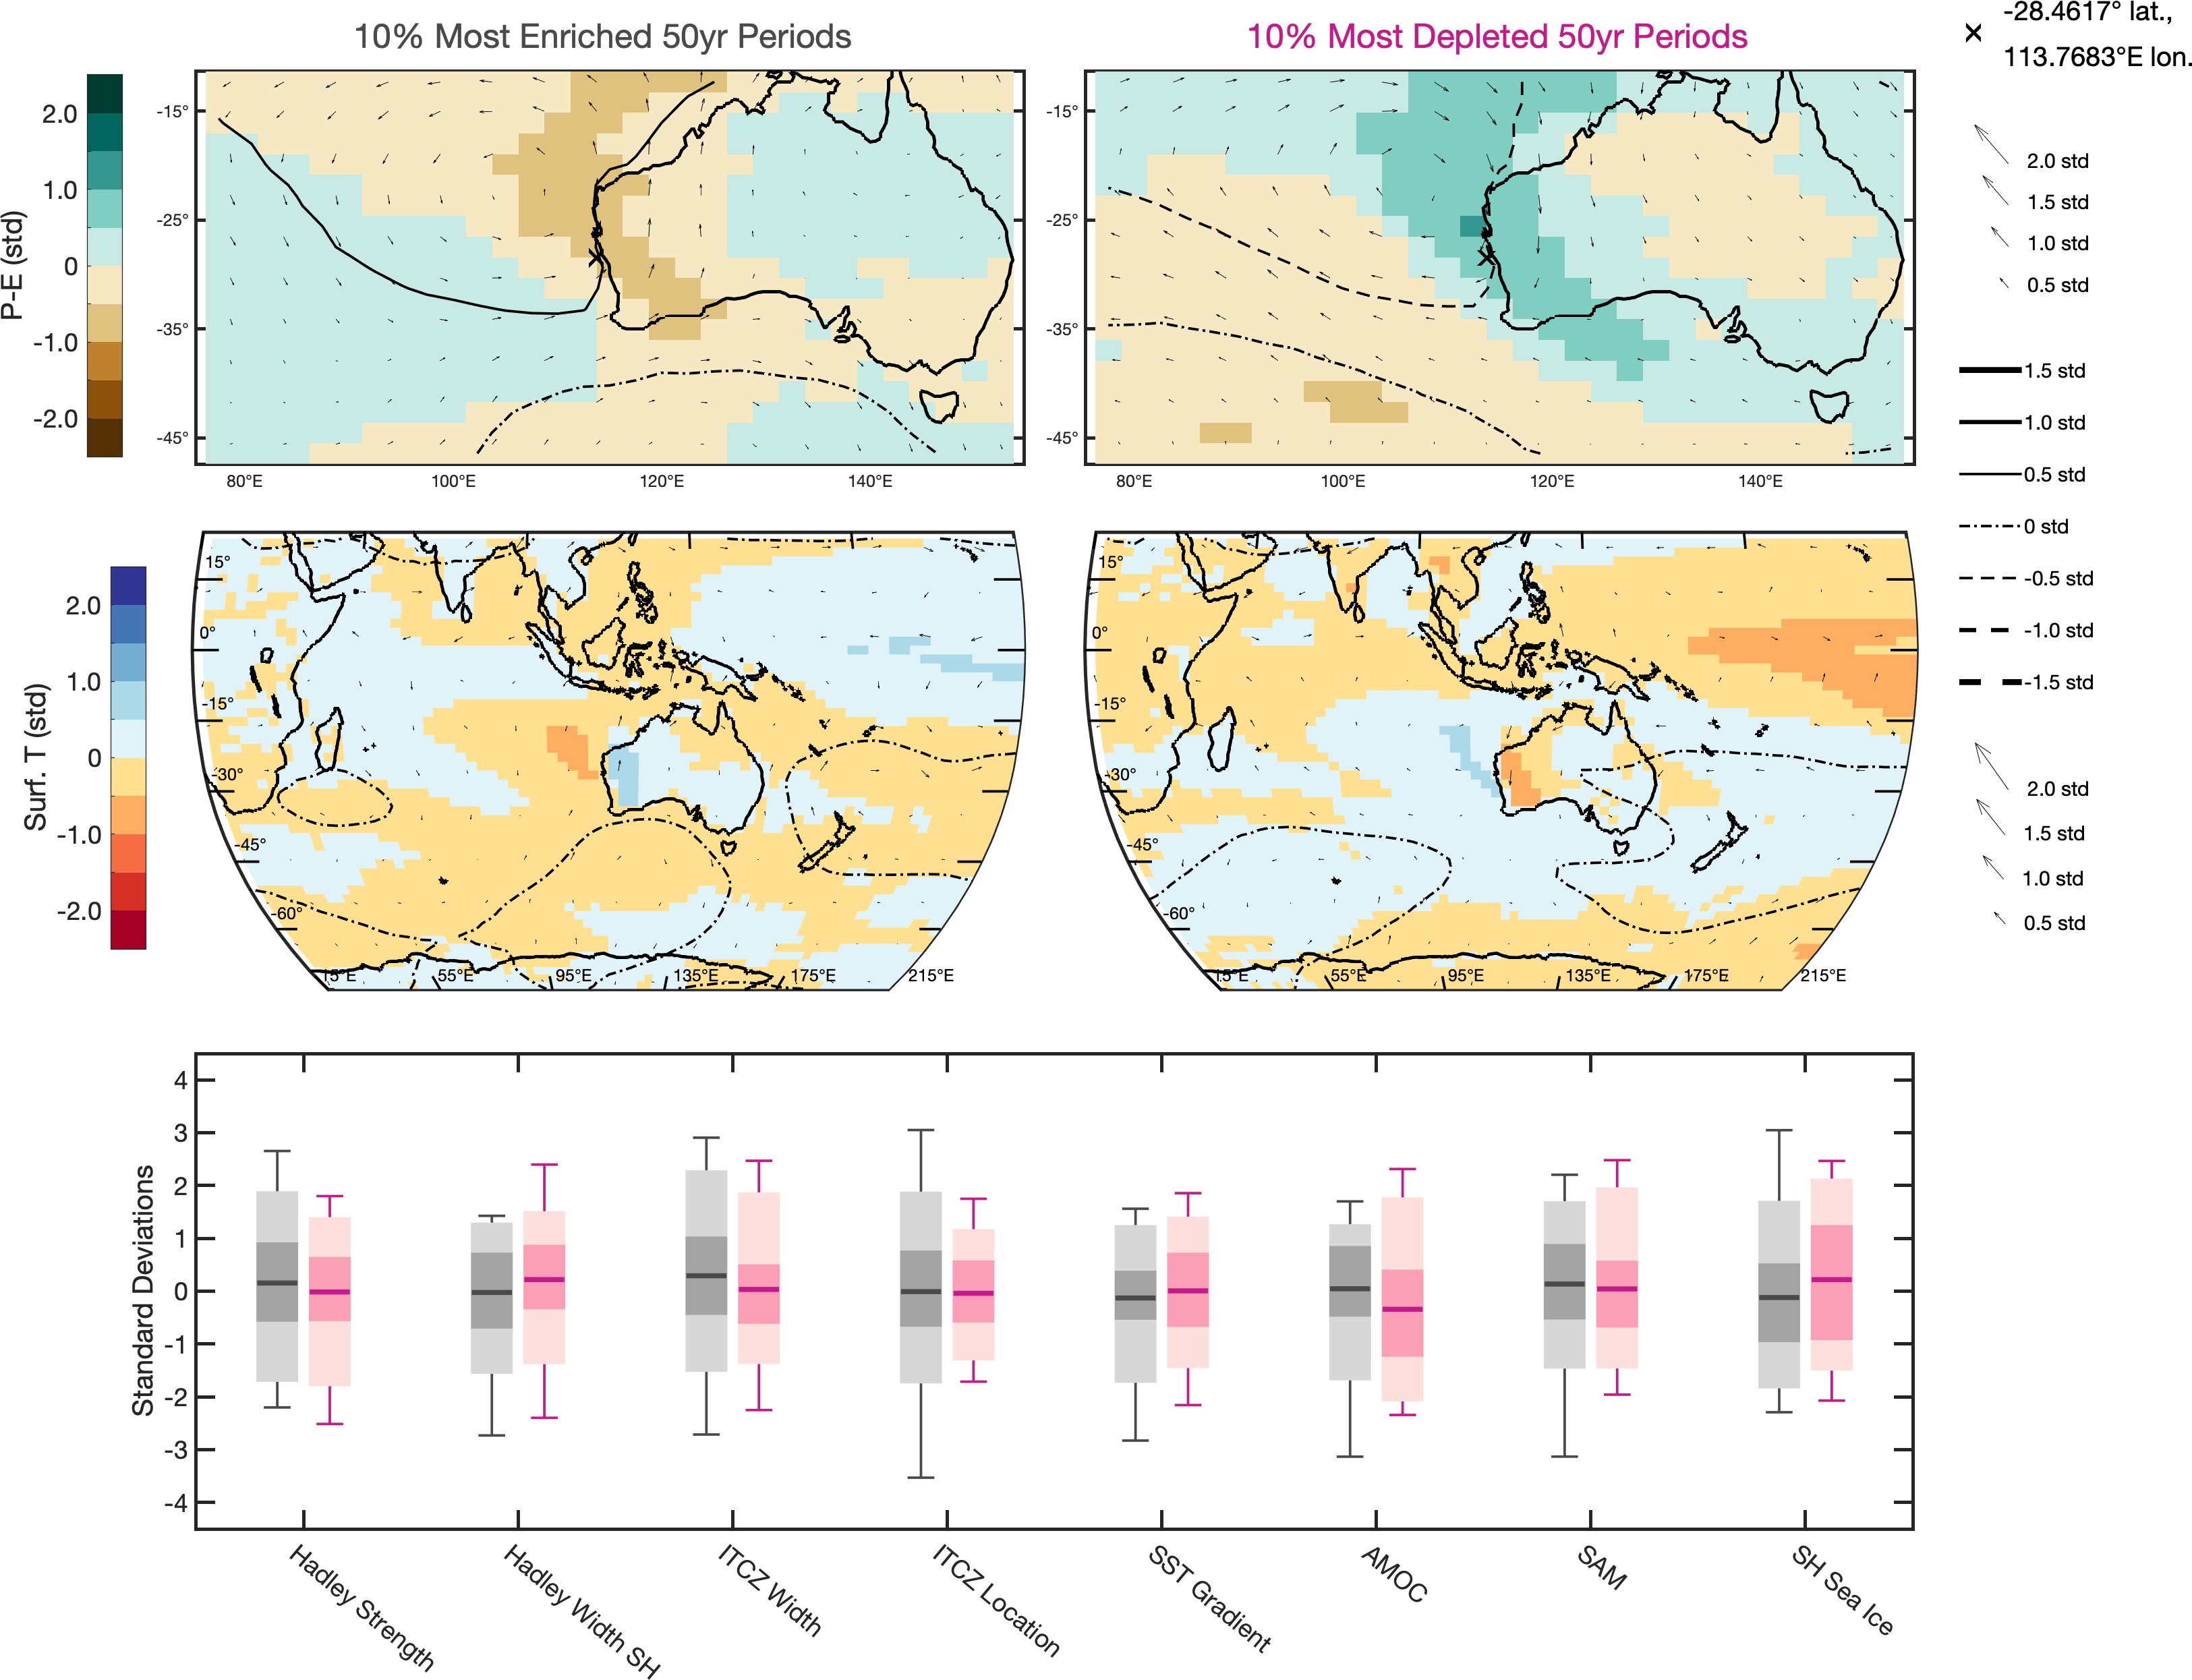 10% Most Enriched 50yr Periods
10% Most Depleted 50yr Periods
-28.4617° lat.,
113.7683°E lon.
P-E (std)
2.0
1.0
0
-1.0
-2.0
-15°
-25°
-35°
-45°
80°E
100°E
120°E
140°E
-15°
-25°
-35°
-45°
80°E
100°E
120°E
140°E
2.0 std
1.5 std
1.0 std
0.5 std
1.5 std
1.0 std
0.5 std
0 std
-0.5 std
-1.0 std
-1.5 std
Surf. T (std)
2.0
1.0
0
-1.0
-2.0
15°
0°
-15°
-30°
-45°
-60°
55°E
95°E
135°E
175°E
215°E
15°
0°
-15°
-30°
-45°
-60°
55°E
95°E
135°E
175°E
215°E
2.0 std
1.5 std
1.0 std
0.5 std
Standard Deviations
4
3
2
1
0
-1
-2
-3
-4
Hadley Strength
Hadley Width SH
ITCZ Width
ITCZ Location
SST Gradient
AMOC
SAM
SH Sea Ice